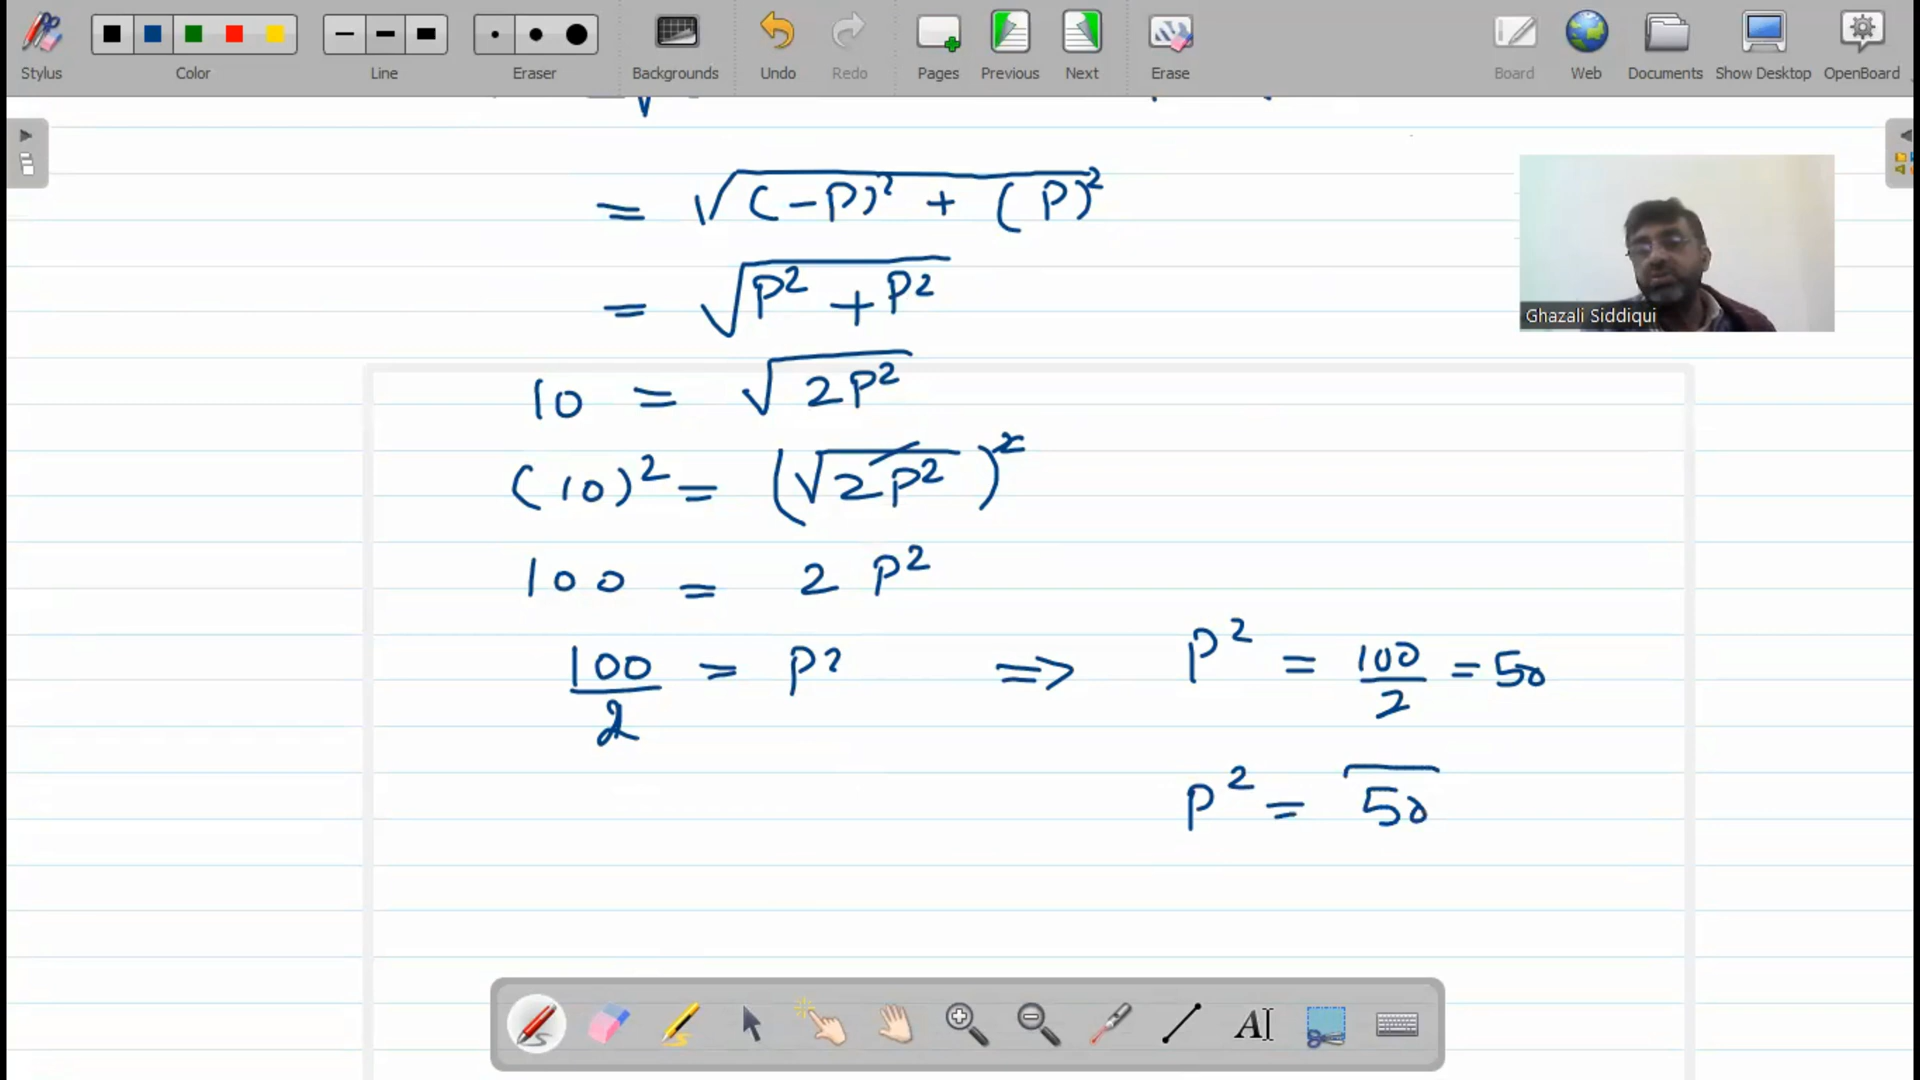 Stylus
Color
Line
Eraser
Backgrounds
Undo
Redo
Pages
Previous
Next
Erase
Board
Web
Documents
Show Desktop
OpenBoard
= √((-P)² + (P)²)
= √(P² + P²)
10 = √(2P²)
(10)² = (√(2P²))²
100 = 2 P²
100/2 = P² => P² = 100/2 = 50
P² = 50
Ghazali Siddiqui